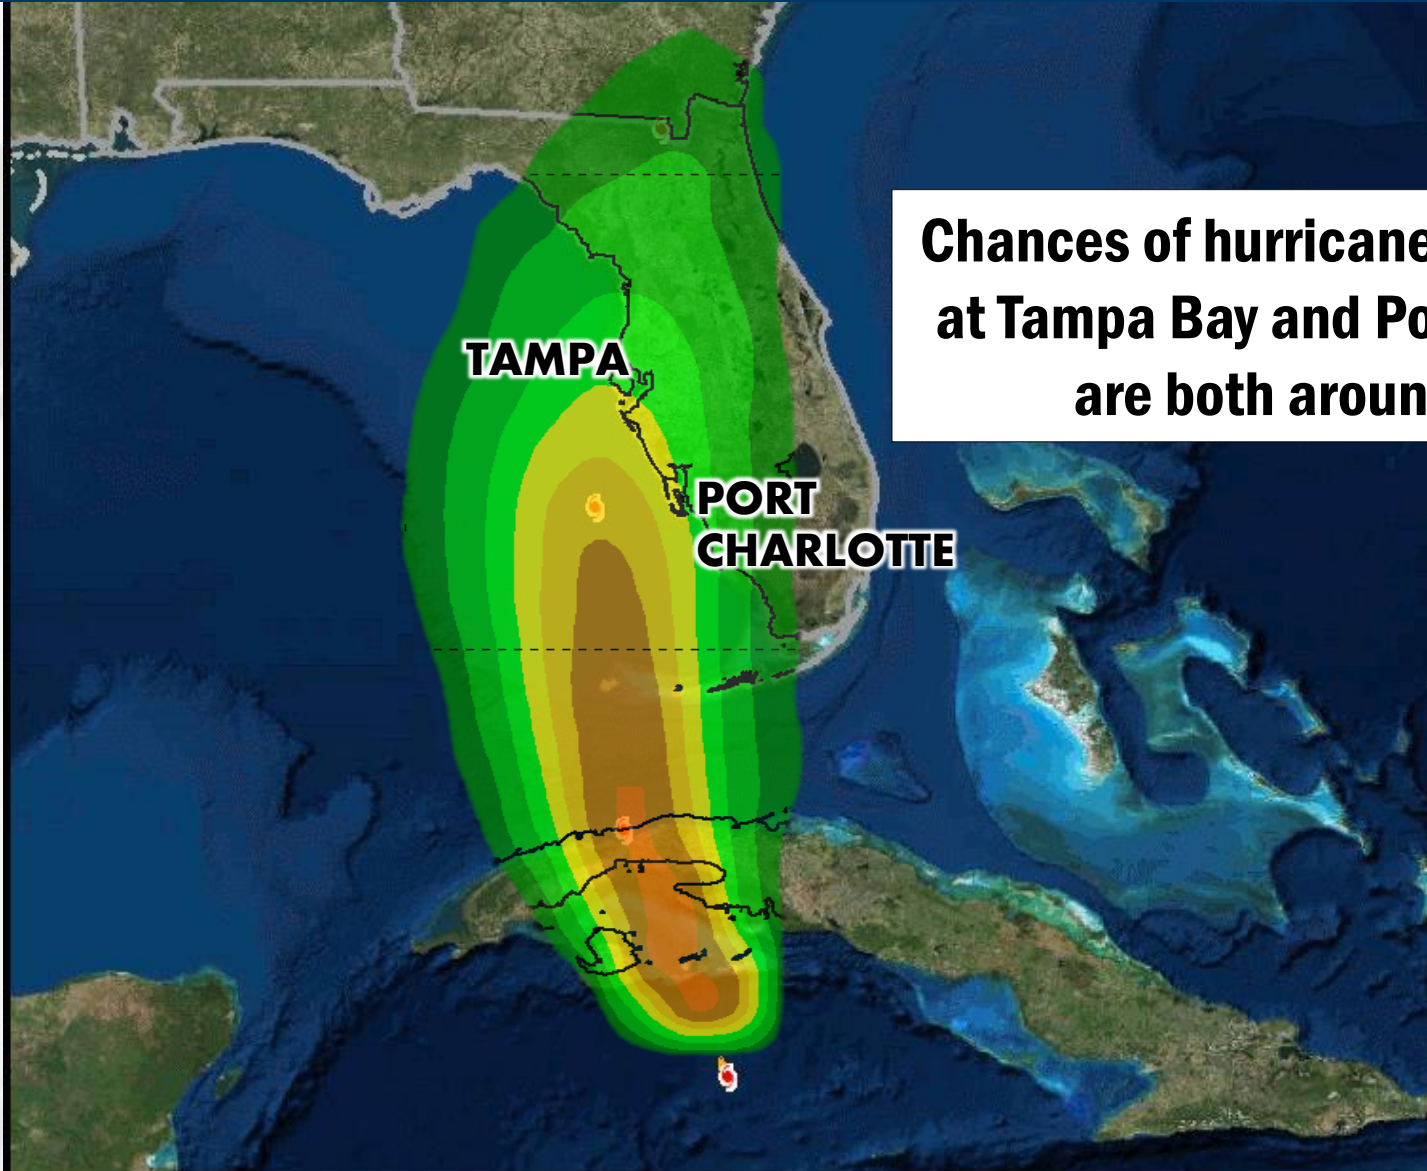 Chances of hurricane
at Tampa Bay and Po
are both aroun
TAMPA
PORT
CHARLOTTE